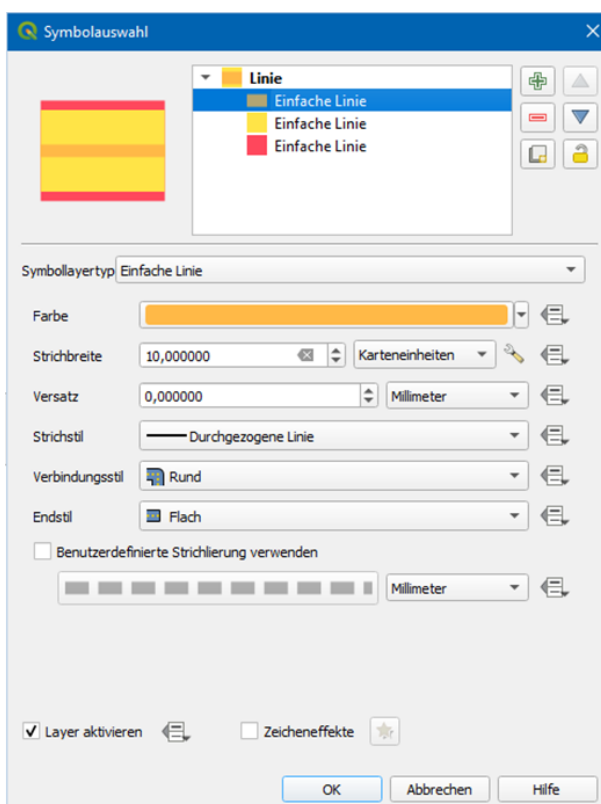 Symbolauswahl
Linie
Einfache Linie
Einfache Linie
Einfache Linie
Symbollayertyp Einfache Linie
Farbe
Strichbreite 10,000000 Karteneinheiten
Versatz 0,000000 Millimeter
Strichstil Durchgezogene Linie
Verbindungsstil Rund
Endstil Flach
Benutzerdefinierte Strichlierung verwenden
Millimeter
Layer aktivieren Zeicheneffekte
OK Abbrechen Hilfe